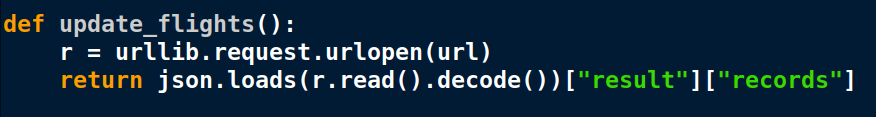 def update_flights():
    r = urllib.request.urlopen(url)
    return json.loads(r.read().decode())["result"]["records"]